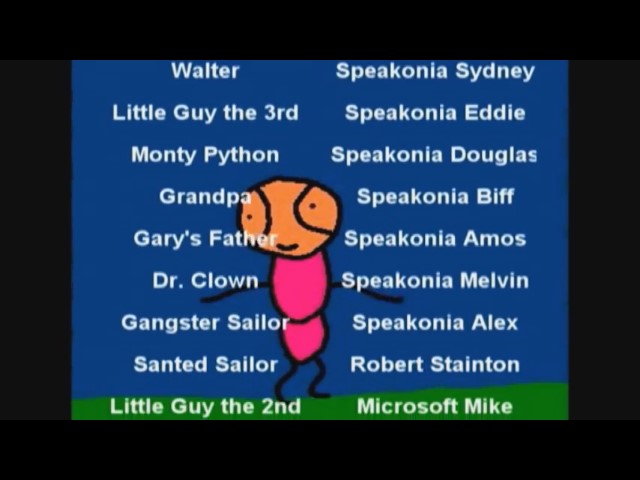 Walter Speakonia Sydney
Little Guy the 3rd Speakonia Eddie
Monty Python Speakonia Douglas
Grandpa Speakonia Biff
Gary's Father Speakonia Amos
Dr. Clown Speakonia Melvin
Gangster Sailor Speakonia Alex
Santed Sailor Robert Stainton
Little Guy the 2nd Microsoft Mike